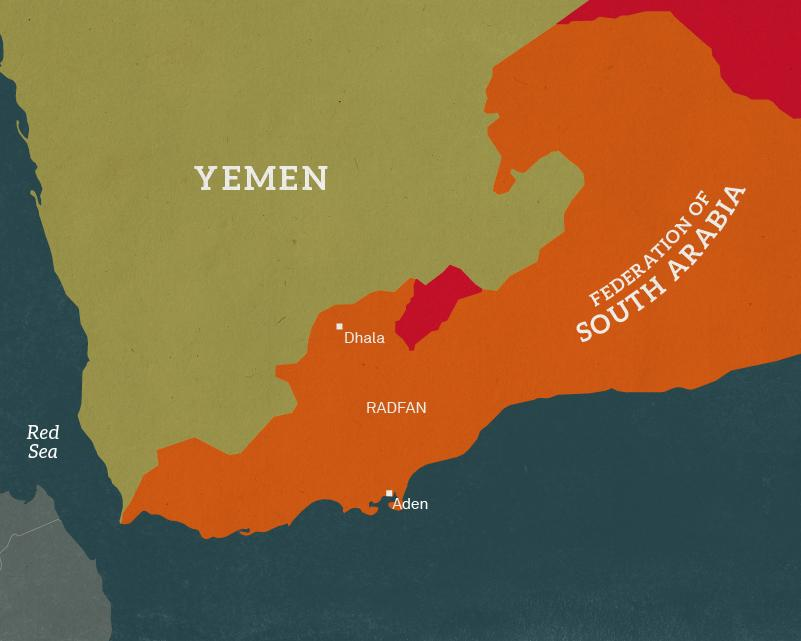 YEMEN
FEDERATION OF
SOUTH ARABIA
Dhala
RADFAN
Red
Sea
Aden